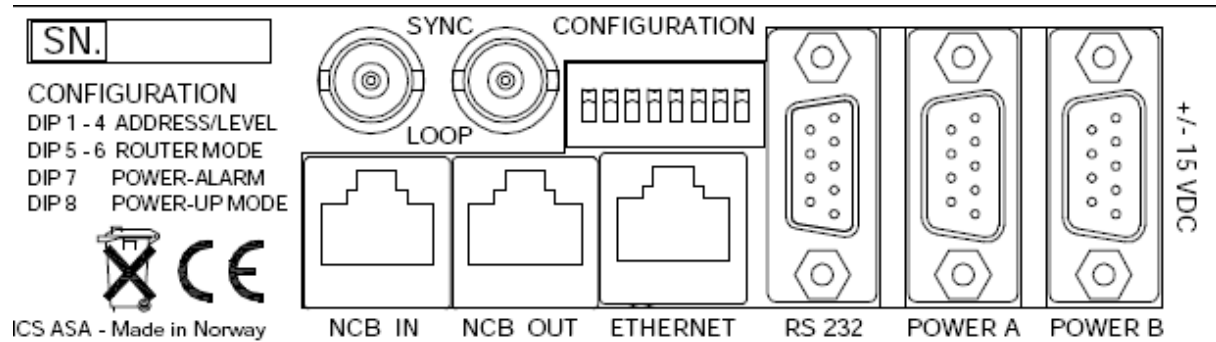 SN.
CONFIGURATION
DIP 1 - 4 ADDRESS/LEVEL
DIP 5 - 6 ROUTER MODE
DIP 7 POWER-ALARM
DIP 8 POWER-UP MODE
CE
ICS ASA - Made in Norway
SYNC
LOOP
CONFIGURATION
NCB IN
NCB OUT
ETHERNET
RS 232
POWER A
POWER B
+/- 15 VDC